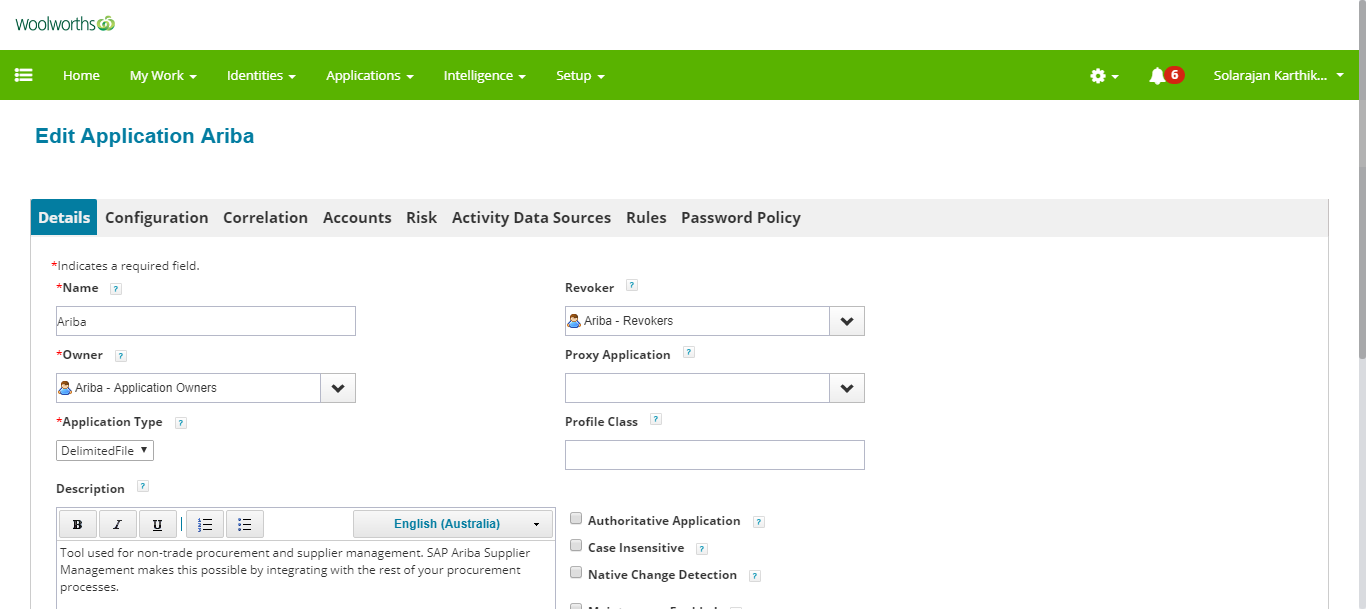 woolworths
Home My Work Identities Applications Intelligence Setup 6 Solarajan Karthik...
Edit Application Ariba
Details Configuration Correlation Accounts Risk Activity Data Sources Rules Password Policy
*Indicates a required field.
*Name ?
Ariba
Revoker ?
Ariba - Revokers
*Owner ?
Ariba - Application Owners
Proxy Application ?
*Application Type ?
DelimitedFile
Profile Class ?
Description ?
B I U English (Australia)
Tool used for non-trade procurement and supplier management. SAP Ariba Supplier
Management makes this possible by integrating with the rest of your procurement
processes.
Authoritative Application ?
Case Insensitive ?
Native Change Detection ?